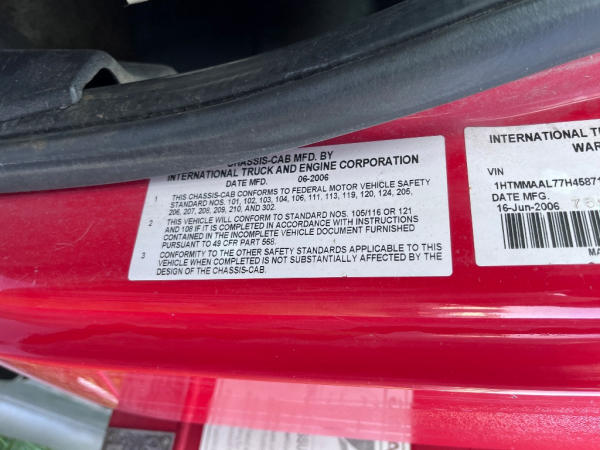 CHASSIS-CAB MFD. BY
INTERNATIONAL TRUCK AND ENGINE CORPORATION
DATE MFD. 06-2006
1 THIS CHASSIS-CAB CONFORMS TO FEDERAL MOTOR VEHICLE SAFETY
STANDARD NOS. 101, 102, 103, 104, 106, 111, 113, 119, 120, 124, 205,
206, 207, 208, 209, 210, AND 302.
2 THIS VEHICLE WILL CONFORM TO STANDARD NOS. 105/116 OR 121
AND 108 IF IT IS COMPLETED IN ACCORDANCE WITH INSTRUCTIONS
CONTAINED IN THE INCOMPLETE VEHICLE DOCUMENT FURNISHED
PURSUANT TO 49 CFR PART 568.
3 CONFORMITY TO THE OTHER SAFETY STANDARDS APPLICABLE TO THIS
VEHICLE WHEN COMPLETED IS NOT SUBSTANTIALLY AFFECTED BY THE
DESIGN OF THE CHASSIS-CAB.
INTERNATIONAL TR
WAR
VIN
1HTMMAAL77H4587
DATE MFG.
16-Jun-2006
MA